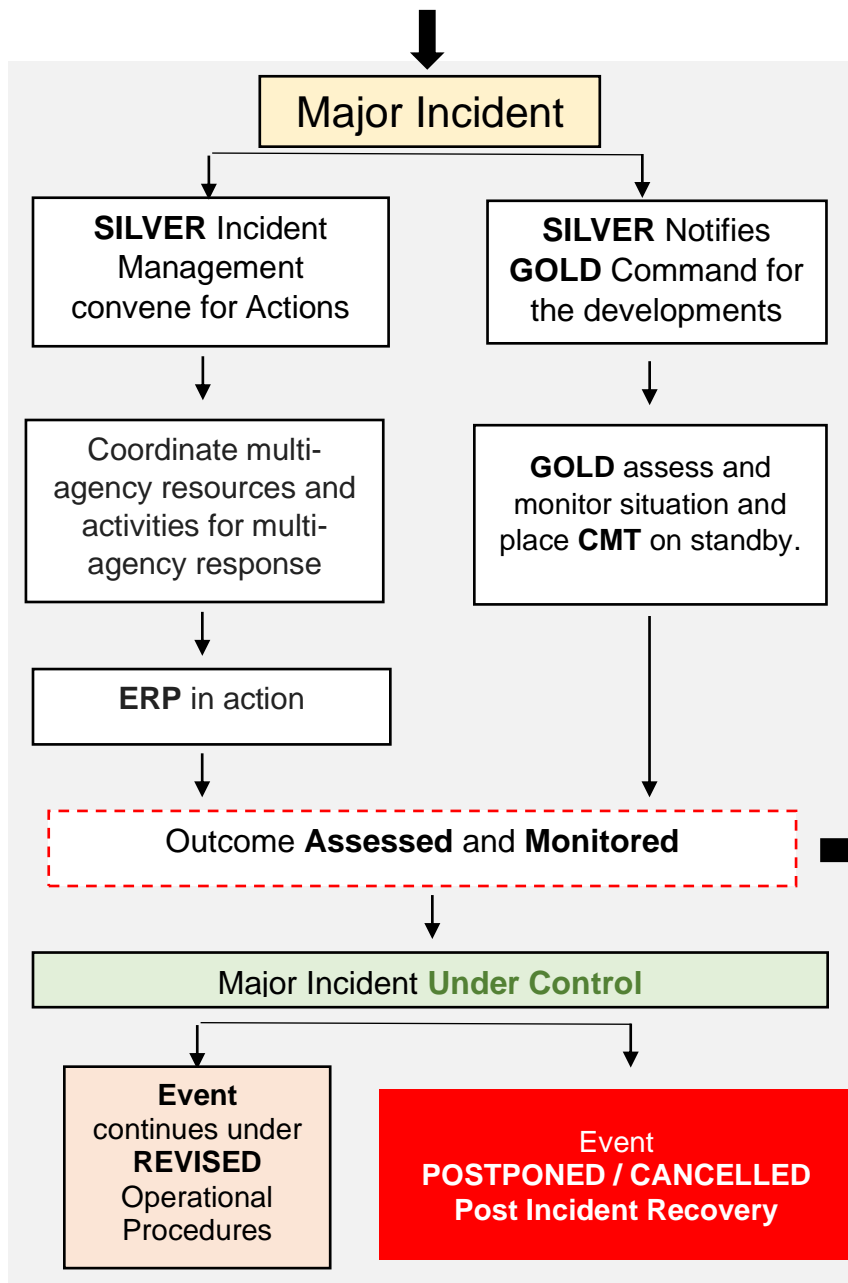 Major Incident
SILVER Incident
Management
convene for Actions
SILVER Notifies
GOLD Command for
the developments
Coordinate multi-
agency resources and
activities for multi-
agency response
GOLD assess and
monitor situation and
place CMT on standby.
ERP in action
Outcome Assessed and Monitored
Major Incident Under Control
Event
continues under
REVISED
Operational
Procedures
Event
POSTPONED / CANCELLED
Post Incident Recovery